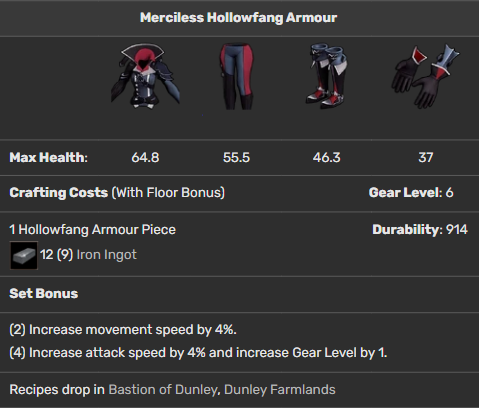 Merciless Hollowfang Armour
Max Health: 64.8 55.5 46.3 37
Crafting Costs (With Floor Bonus) Gear Level: 6
1 Hollowfang Armour Piece Durability: 914
12 (9) Iron Ingot
Set Bonus
(2) Increase movement speed by 4%.
(4) Increase attack speed by 4% and increase Gear Level by 1.
Recipes drop in Bastion of Dunley, Dunley Farmlands